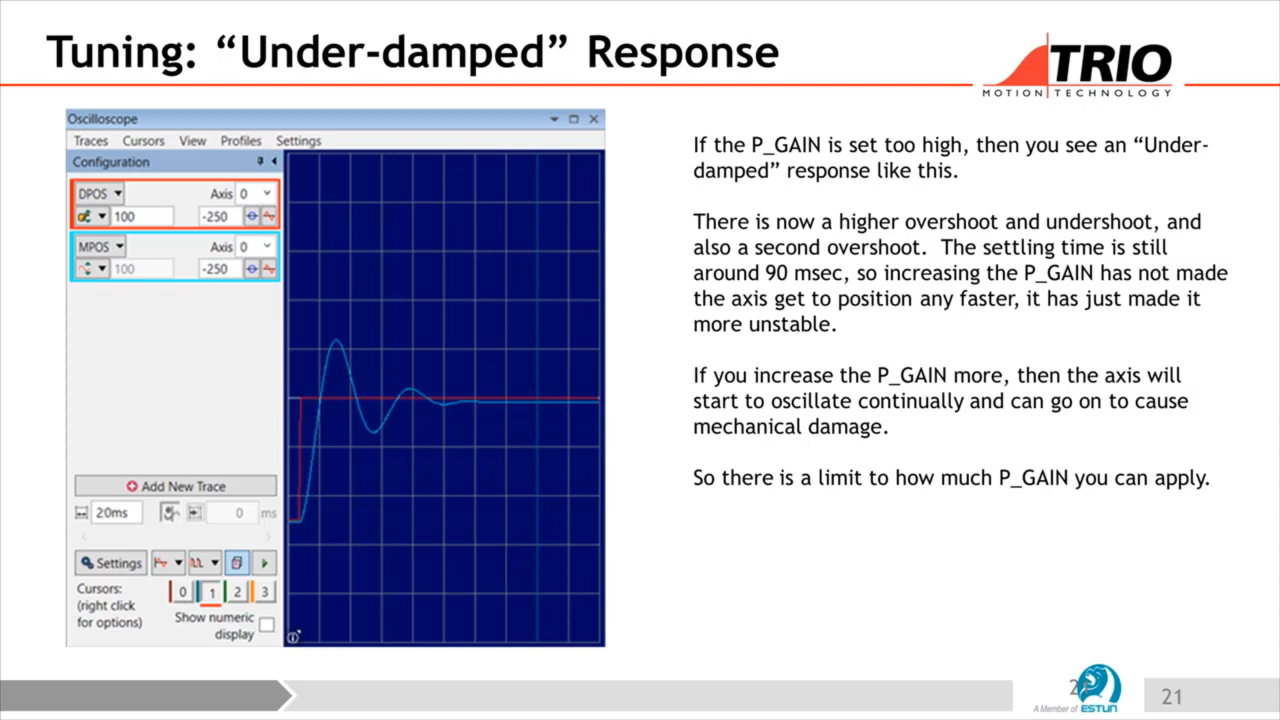 Tuning: “Under-damped” Response
TRIO
MOTION TECHNOLOGY
Oscilloscope
Traces Cursors View Profiles Settings
Configuration
DPOS Axis 0
100 -250
MPOS Axis 0
100 -250
Add New Trace
20ms 0 ms
Settings
Cursors:
(right click
for options)
0 1 2 3
Show numeric
display
If the P_GAIN is set too high, then you see an “Under-
damped” response like this.
There is now a higher overshoot and undershoot, and
also a second overshoot. The settling time is still
around 90 msec, so increasing the P_GAIN has not made
the axis get to position any faster, it has just made it
more unstable.
If you increase the P_GAIN more, then the axis will
start to oscillate continually and can go on to cause
mechanical damage.
So there is a limit to how much P_GAIN you can apply.
A Member of ESTUN
21